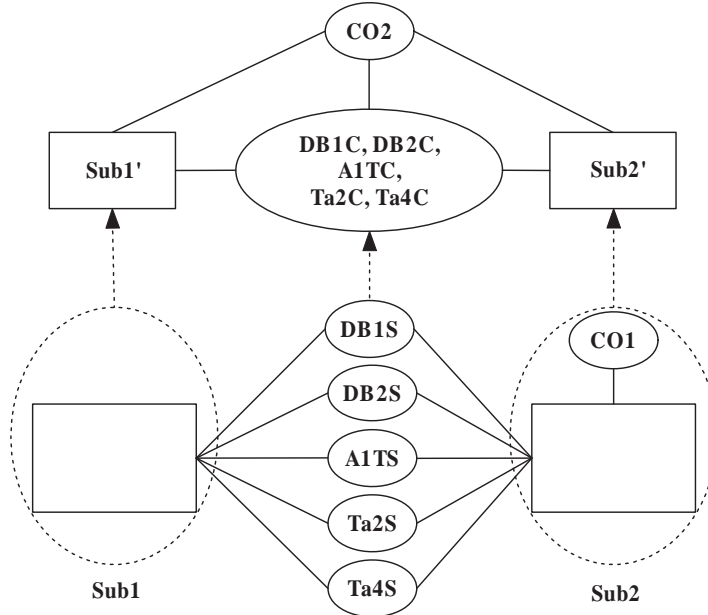 CO2
Sub1'
DB1C, DB2C,
A1TC,
Ta2C, Ta4C
Sub2'
DB1S
CO1
DB2S
A1TS
Ta2S
Ta4S
Sub1
Sub2